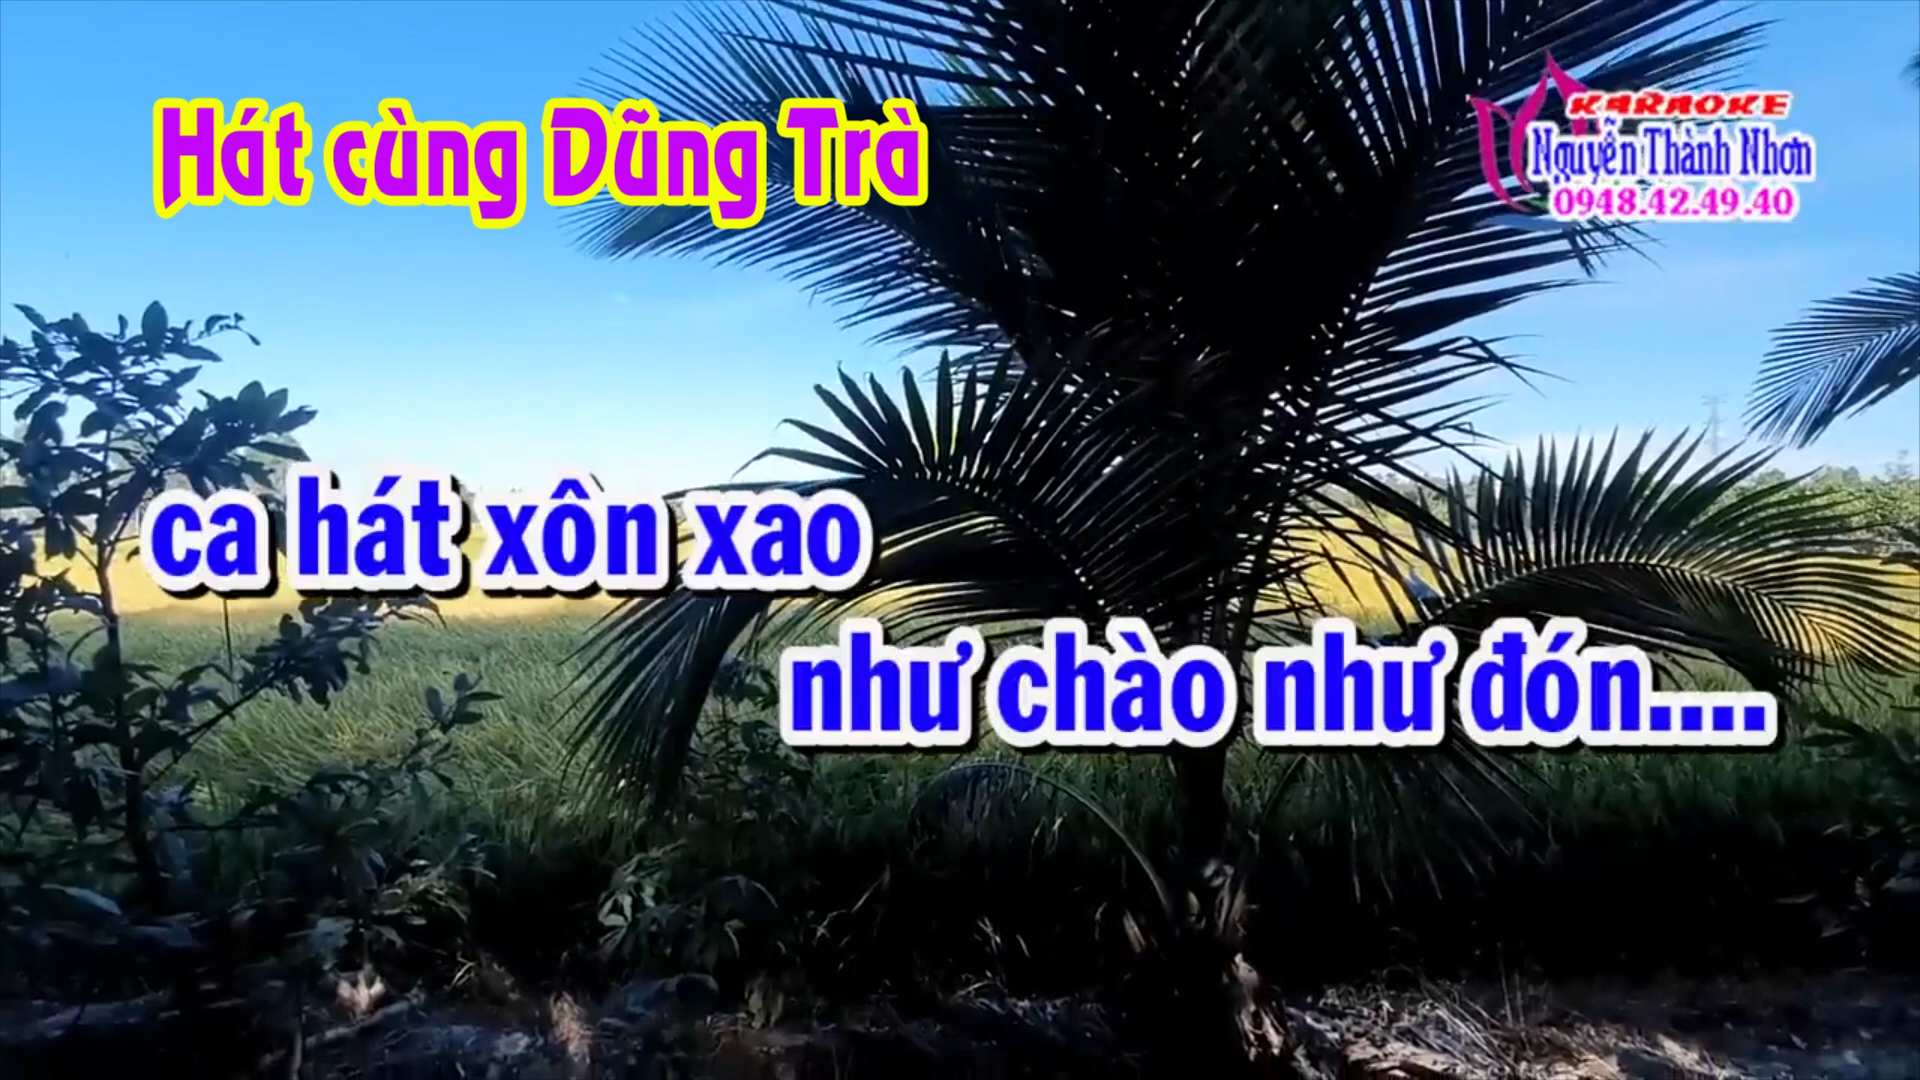 Hát cùng Dũng Trà
KARAOKE
Nguyễn Thành Nhơn
0948.42.49.40
ca hát xôn xao
như chào như đón....